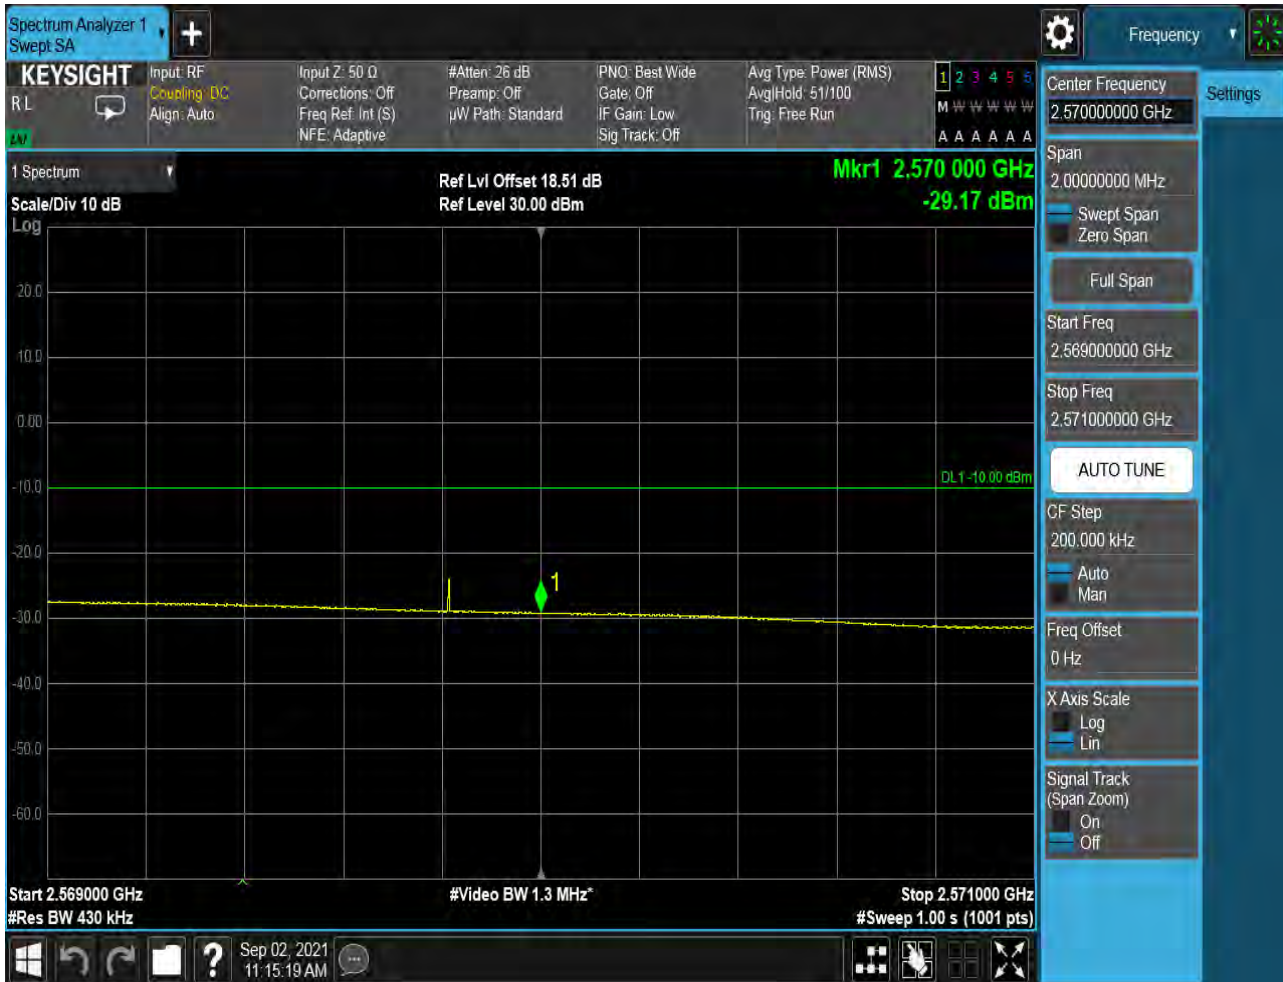 Spectrum Analyzer 1
Swept SA
+
Frequency
KEYSIGHT
R L
LNI
Input: RF
Coupling: DC
Align: Auto
Input Z: 50 Ω
Corrections: Off
Freq Ref: Int (S)
NFE: Adaptive
#Atten: 26 dB
Preamp: Off
µW Path: Standard
PNO: Best Wide
Gate: Off
IF Gain: Low
Sig Track: Off
Avg Type: Power (RMS)
Avg|Hold: 51/100
Trig: Free Run
1 2 3 4 5 6
M W W W W W
A A A A A A
1 Spectrum
Scale/Div 10 dB
Log
Ref Lvl Offset 18.51 dB
Ref Level 30.00 dBm
Mkr1 2.570 000 GHz
-29.17 dBm
20.0
10.0
0.00
-10.0
-20.0
-30.0
-40.0
-50.0
-60.0
DL1 -10.00 dBm
1
Start 2.569000 GHz
#Res BW 430 kHz
#Video BW 1.3 MHz*
Stop 2.571000 GHz
#Sweep 1.00 s (1001 pts)
?
Sep 02, 2021
11:15:19 AM
Center Frequency
2.570000000 GHz
Span
2.00000000 MHz
Swept Span
Zero Span
Full Span
Start Freq
2.569000000 GHz
Stop Freq
2.571000000 GHz
AUTO TUNE
CF Step
200.000 kHz
Auto
Man
Freq Offset
0 Hz
X Axis Scale
Log
Lin
Signal Track
(Span Zoom)
On
Off
Settings